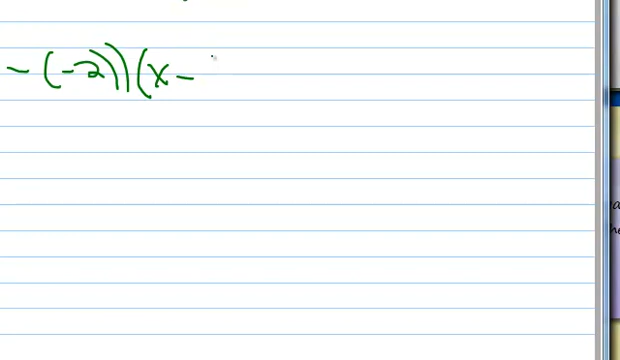 - (-2))(x -